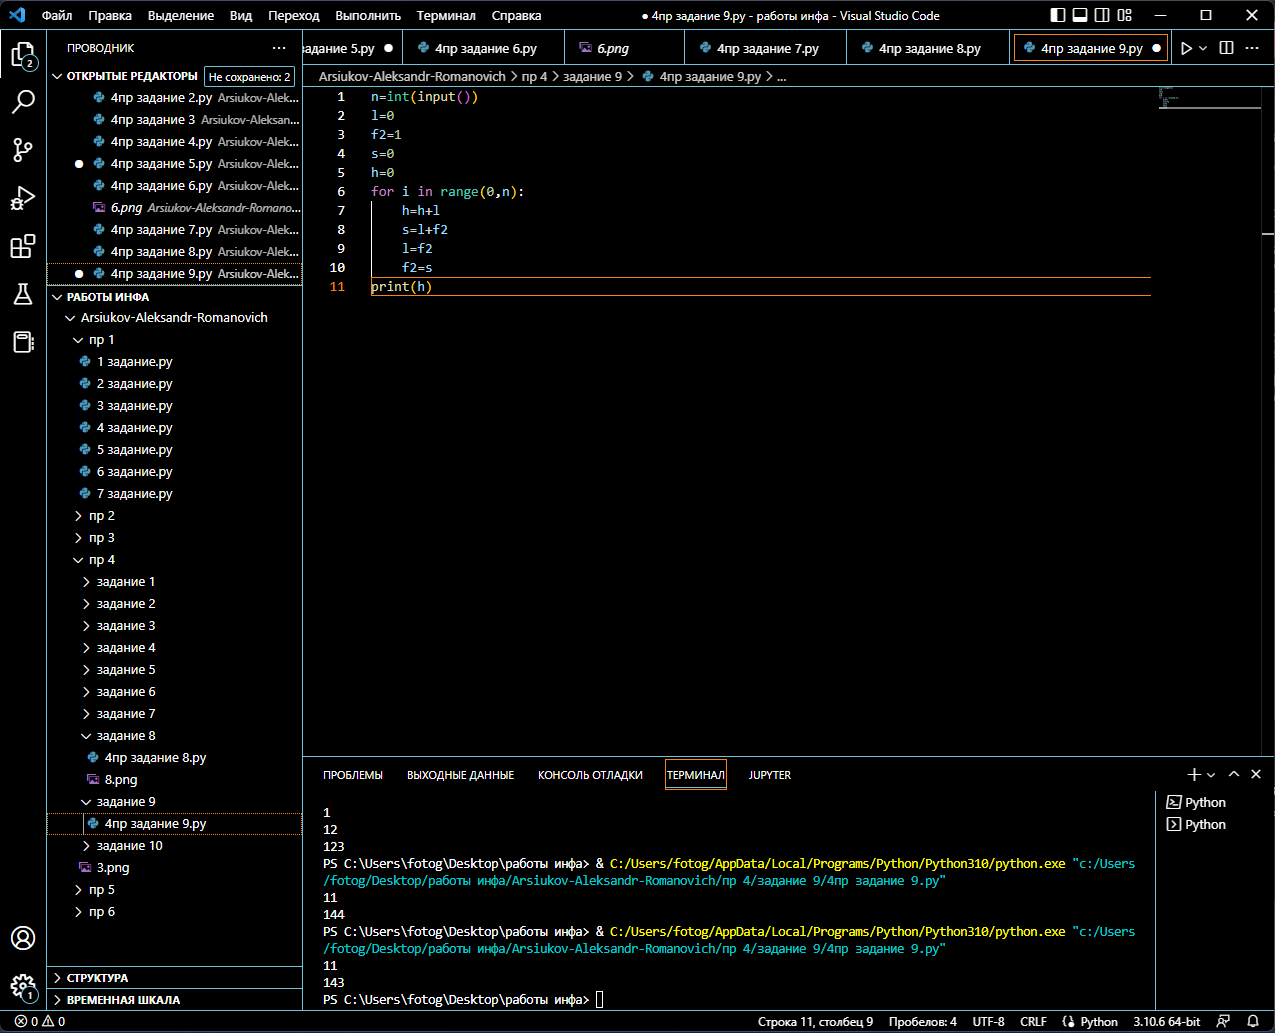 Файл Правка Выделение Вид Переход Выполнить Терминал Справка
● 4пр задание 9.py - работы инфа - Visual Studio Code
ПРОВОДНИК ...
задание 5.py ●
4пр задание 6.py
6.png
4пр задание 7.py
4пр задание 8.py
4пр задание 9.py ●
ОТКРЫТЫЕ РЕДАКТОРЫ Не сохранено: 2
4пр задание 2.py Arsiukov-Alek...
4пр задание 3 Arsiukov-Aleksan...
4пр задание 4.py Arsiukov-Alek...
● 4пр задание 5.py Arsiukov-Alek...
4пр задание 6.py Arsiukov-Alek...
6.png Arsiukov-Aleksandr-Romano...
4пр задание 7.py Arsiukov-Alek...
4пр задание 8.py Arsiukov-Alek...
● 4пр задание 9.py Arsiukov-Alek...
РАБОТЫ ИНФА
Arsiukov-Aleksandr-Romanovich
пр 1
1 задание.py
2 задание.py
3 задание.py
4 задание.py
5 задание.py
6 задание.py
7 задание.py
пр 2
пр 3
пр 4
задание 1
задание 2
задание 3
задание 4
задание 5
задание 6
задание 7
задание 8
4пр задание 8.py
8.png
задание 9
4пр задание 9.py
задание 10
3.png
пр 5
пр 6
СТРУКТУРА
ВРЕМЕННАЯ ШКАЛА
2
1
Arsiukov-Aleksandr-Romanovich > пр 4 > задание 9 > 4пр задание 9.py > ...
1 n=int(input())
2 l=0
3 f2=1
4 s=0
5 h=0
6 for i in range(0,n):
7 h=h+l
8 s=l+f2
9 l=f2
10 f2=s
11 print(h)
ПРОБЛЕМЫ ВЫХОДНЫЕ ДАННЫЕ КОНСОЛЬ ОТЛАДКИ ТЕРМИНАЛ JUPYTER
1
12
123
PS C:\Users\fotog\Desktop\работы инфа> & C:/Users/fotog/AppData/Local/Programs/Python/Python310/python.exe "c:/Users
/fotog/Desktop/работы инфа/Arsiukov-Aleksandr-Romanovich/пр 4/задание 9/4пр задание 9.py"
11
144
PS C:\Users\fotog\Desktop\работы инфа> & C:/Users/fotog/AppData/Local/Programs/Python/Python310/python.exe "c:/Users
/fotog/Desktop/работы инфа/Arsiukov-Aleksandr-Romanovich/пр 4/задание 9/4пр задание 9.py"
11
143
PS C:\Users\fotog\Desktop\работы инфа>
Python
Python
0 0
Строка 11, столбец 9 Пробелов: 4 UTF-8 CRLF Python 3.10.6 64-bit